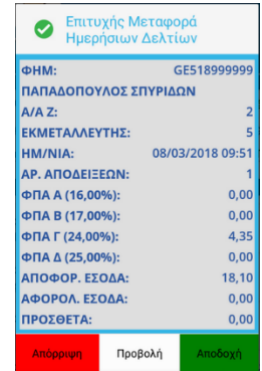 Επιτυχής Μεταφορά
Ημερήσιων Δελτίων
ΦΗΜ: GE518999999
ΠΑΠΑΔΟΠΟΥΛΟΣ ΣΠΥΡΙΔΩΝ
Α/Α Ζ: 2
ΕΚΜΕΤΑΛΛΕΥΤΗΣ: 5
ΗΜ/ΝΙΑ: 08/03/2018 09:51
ΑΡ. ΑΠΟΔΕΙΞΕΩΝ: 1
ΦΠΑ Α (16,00%): 0,00
ΦΠΑ Β (17,00%): 0,00
ΦΠΑ Γ (24,00%): 4,35
ΦΠΑ Δ (25,00%): 0,00
ΑΠΟΦΟΡ. ΕΣΟΔΑ: 18,10
ΑΦΟΡΟΛ. ΕΣΟΔΑ: 0,00
ΠΡΟΣΘΕΤΑ: 0,00
Απόρριψη Προβολή Αποδοχή